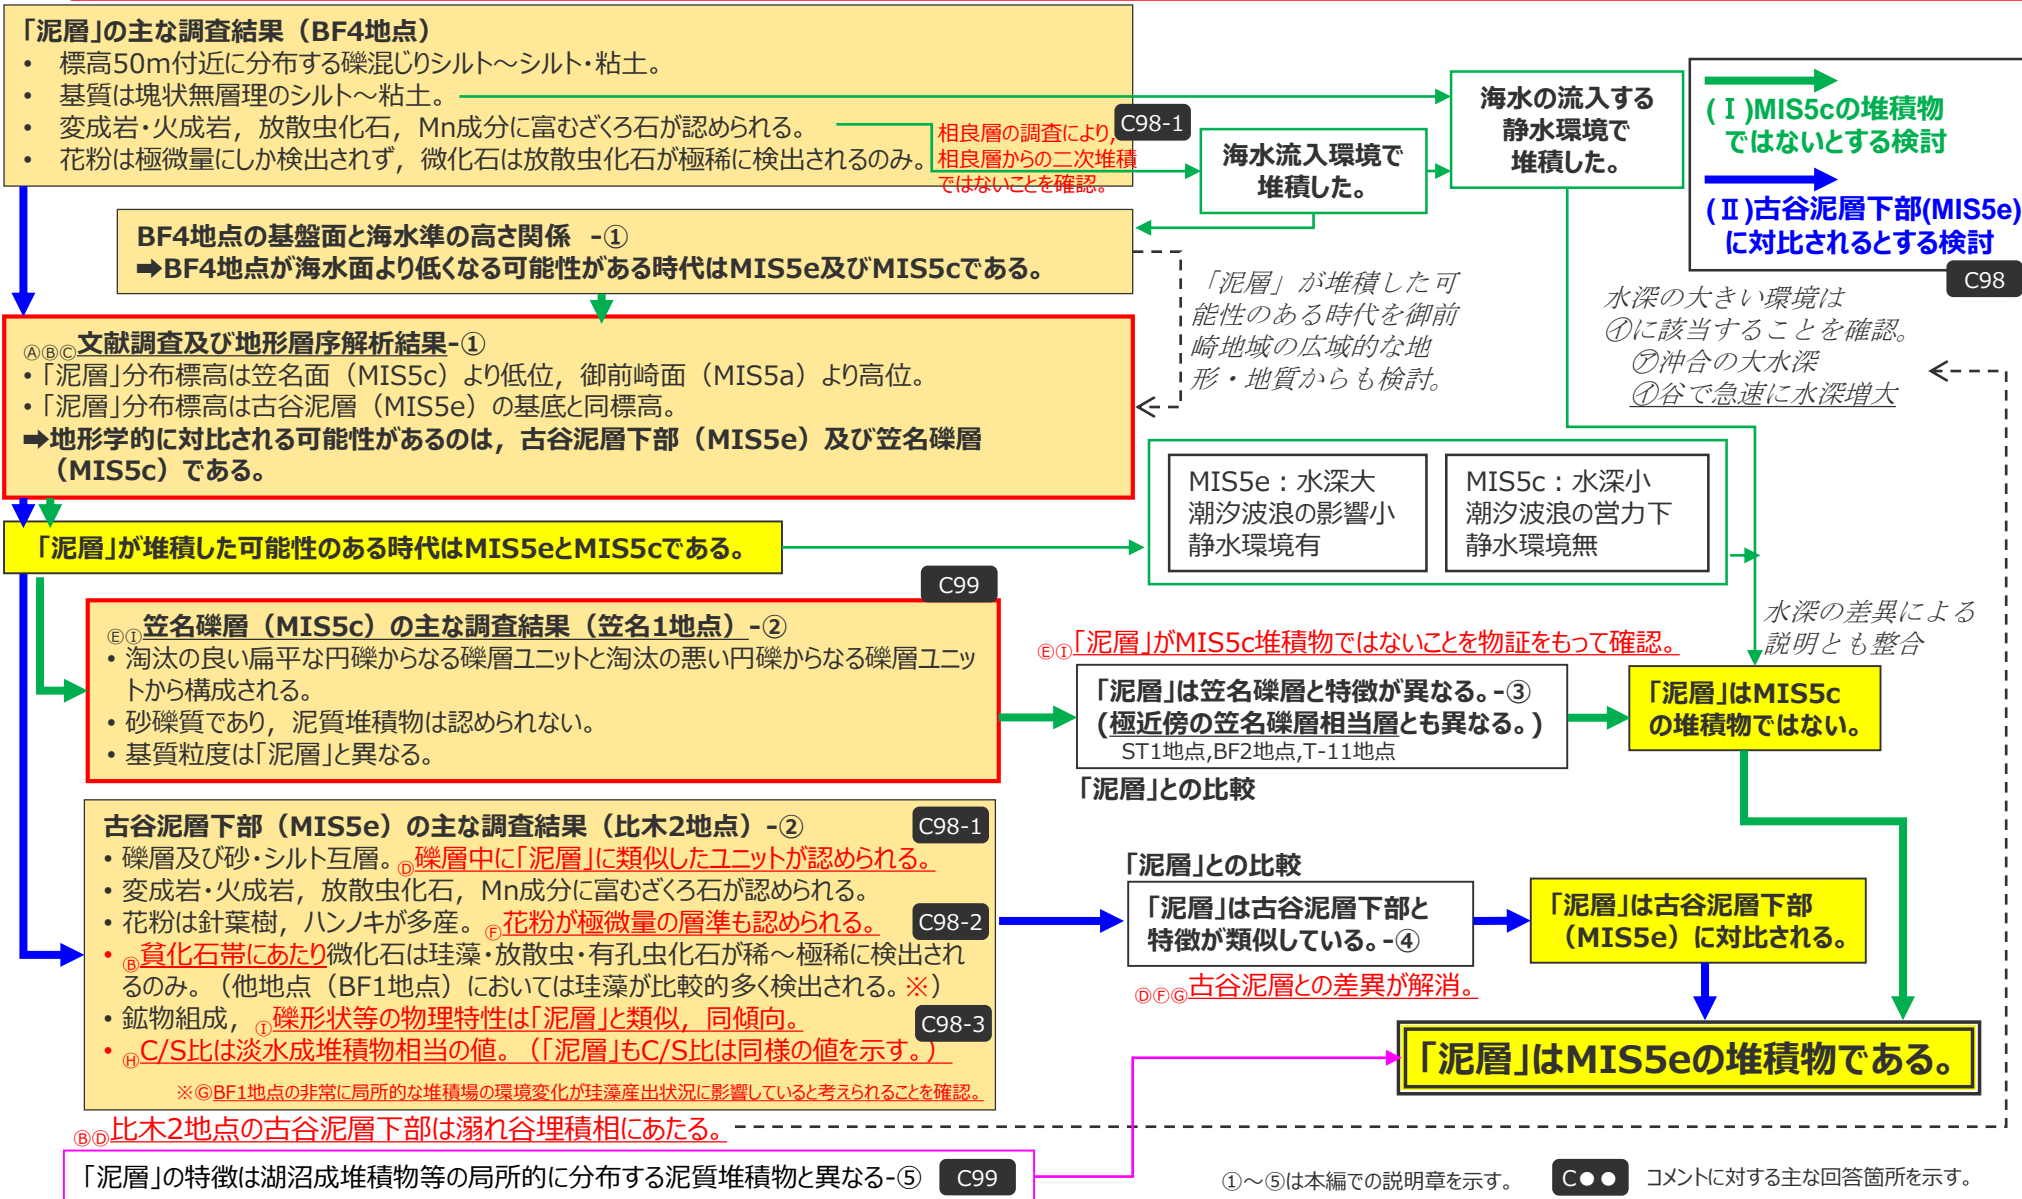 「泥層」の主な調査結果（BF4地点）
• 標高50m付近に分布する礫混じりシルト～シルト・粘土。
• 基質は塊状無層理のシルト～粘土。
• 変成岩・火成岩，放散虫化石，Mn成分に富むざくろ石が認められる。
• 花粉は極微量にしか検出されず，微化石は放散虫化石が極稀に検出されるのみ。
C98-1
相良層の調査により，
相良層からの二次堆積
ではないことを確認。
海水流入環境で
堆積した。
海水の流入する
静水環境で
堆積した。
(Ⅰ)MIS5cの堆積物
ではないとする検討
(Ⅱ)古谷泥層下部(MIS5e)
に対比されるとする検討
C98
BF4地点の基盤面と海水準の高さ関係 -①
➡BF4地点が海水面より低くなる可能性がある時代はMIS5e及びMIS5cである。
「泥層」が堆積した可
能性のある時代を御前
崎地域の広域的な地
形・地質からも検討。
水深の大きい環境は
㋑に該当することを確認。
㋐沖合の大水深
㋑谷で急速に水深増大
ⒶⒷⒸ文献調査及び地形層序解析結果-①
• 「泥層」分布標高は笠名面（MIS5c）より低位，御前崎面（MIS5a）より高位。
• 「泥層」分布標高は古谷泥層（MIS5e）の基底と同標高。
➡地形学的に対比される可能性があるのは，古谷泥層下部（MIS5e）及び笠名礫層
（MIS5c）である。
MIS5e：水深大
潮汐波浪の影響小
静水環境有
MIS5c：水深小
潮汐波浪の営力下
静水環境無
「泥層」が堆積した可能性のある時代はMIS5eとMIS5cである。
C99
ⒺⒾ笠名礫層（MIS5c）の主な調査結果（笠名1地点）-②
• 淘汰の良い扁平な円礫からなる礫層ユニットと淘汰の悪い円礫からなる礫層ユニッ
トから構成される。
• 砂礫質であり，泥質堆積物は認められない。
• 基質粒度は「泥層」と異なる。
水深の差異による
説明とも整合
ⒺⒾ「泥層」がMIS5c堆積物ではないことを物証をもって確認。
「泥層」は笠名礫層と特徴が異なる。-③
(極近傍の笠名礫層相当層とも異なる。)
ST1地点,BF2地点,T-11地点
「泥層」との比較
「泥層」はMIS5c
の堆積物ではない。
古谷泥層下部（MIS5e）の主な調査結果（比木2地点）-②
C98-1
• 礫層及び砂・シルト互層。Ⓓ礫層中に「泥層」に類似したユニットが認められる。
• 変成岩・火成岩，放散虫化石，Mn成分に富むざくろ石が認められる。
• 花粉は針葉樹，ハンノキが多産。Ⓕ花粉が極微量の層準も認められる。
C98-2
• Ⓑ貧化石帯にあたり微化石は珪藻・放散虫・有孔虫化石が稀～極稀に検出され
るのみ。（他地点（BF1地点）においては珪藻が比較的多く検出される。※）
• 鉱物組成，Ⓘ礫形状等の物理特性は「泥層」と類似，同傾向。
C98-3
• ⒽC/S比は淡水成堆積物相当の値。（「泥層」もC/S比は同様の値を示す。）
※ⒼBF1地点の非常に局所的な堆積場の環境変化が珪藻産出状況に影響していると考えられることを確認。
「泥層」との比較
「泥層」は古谷泥層下部と
特徴が類似している。-④
ⒹⒻⒼ古谷泥層との差異が解消。
「泥層」は古谷泥層下部
（MIS5e）に対比される。
「泥層」はMIS5eの堆積物である。
ⒷⒹ比木2地点の古谷泥層下部は溺れ谷埋積相にあたる。
「泥層」の特徴は湖沼成堆積物等の局所的に分布する泥質堆積物と異なる-⑤
C99
①～⑤は本編での説明章を示す。
C●● コメントに対する主な回答箇所を示す。